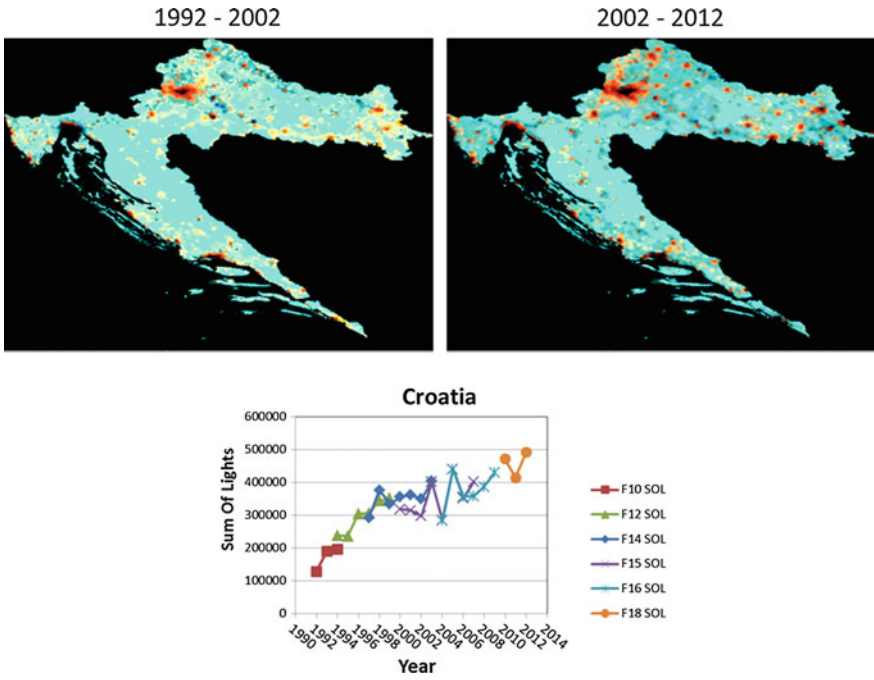 1992 - 2002
2002 - 2012
Croatia
600000
500000
400000
300000
200000
100000
0
Sum Of Lights
1990
1992
1994
1996
1998
2000
2002
2004
2006
2008
2010
2012
2014
Year
F10 SOL
F12 SOL
F14 SOL
F15 SOL
F16 SOL
F18 SOL